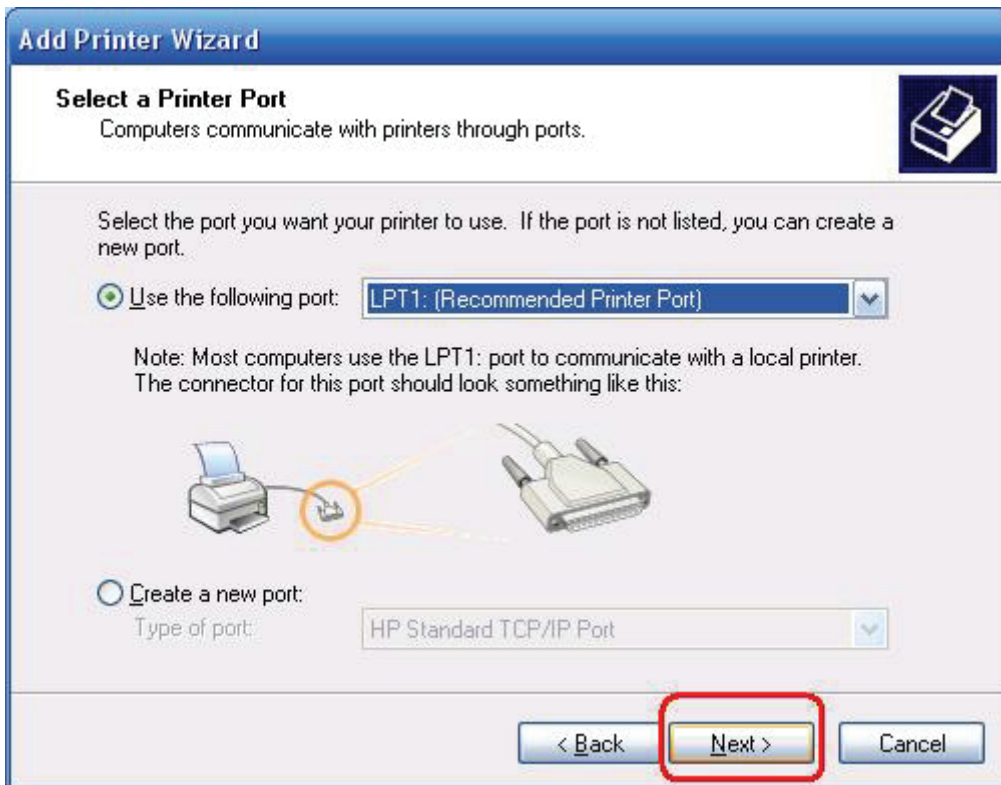 Add Printer Wizard
Select a Printer Port
Computers communicate with printers through ports.
Select the port you want your printer to use. If the port is not listed, you can create a
new port.
Use the following port: LPT1: (Recommended Printer Port)
Note: Most computers use the LPT1: port to communicate with a local printer.
The connector for this port should look something like this:
Create a new port:
Type of port: HP Standard TCP/IP Port
< Back Next > Cancel